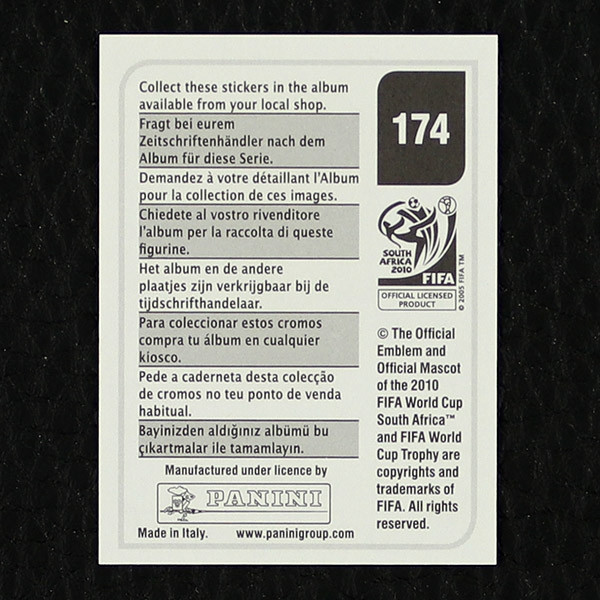 Collect these stickers in the album
available from your local shop.
Fragt bei eurem
Zeitschriftenhändler nach dem
Album für diese Serie.
Demandez à votre détaillant l'Album
pour la collection de ces images.
Chiedete al vostro rivenditore
l'album per la raccolta di queste
figurine.
Het album en de andere
plaatjes zijn verkrijgbaar bij de
tijdschrifthandelaar.
Para coleccionar estos cromos
compra tu álbum en cualquier
kiosco.
Pede a caderneta desta colecção
de cromos no teu ponto de venda
habitual.
Bayinizden aldığınız albümü bu
çıkartmalar ile tamamlayın.
Manufactured under licence by
PANINI
Made in Italy. www.paninigroup.com
174
SOUTH
AFRICA
2010
FIFA
OFFICIAL LICENSED
PRODUCT
© 2005 FIFA TM
© The Official
Emblem and
Official Mascot
of the 2010
FIFA World Cup
South Africa™
and FIFA World
Cup Trophy are
copyrights and
trademarks of
FIFA. All rights
reserved.